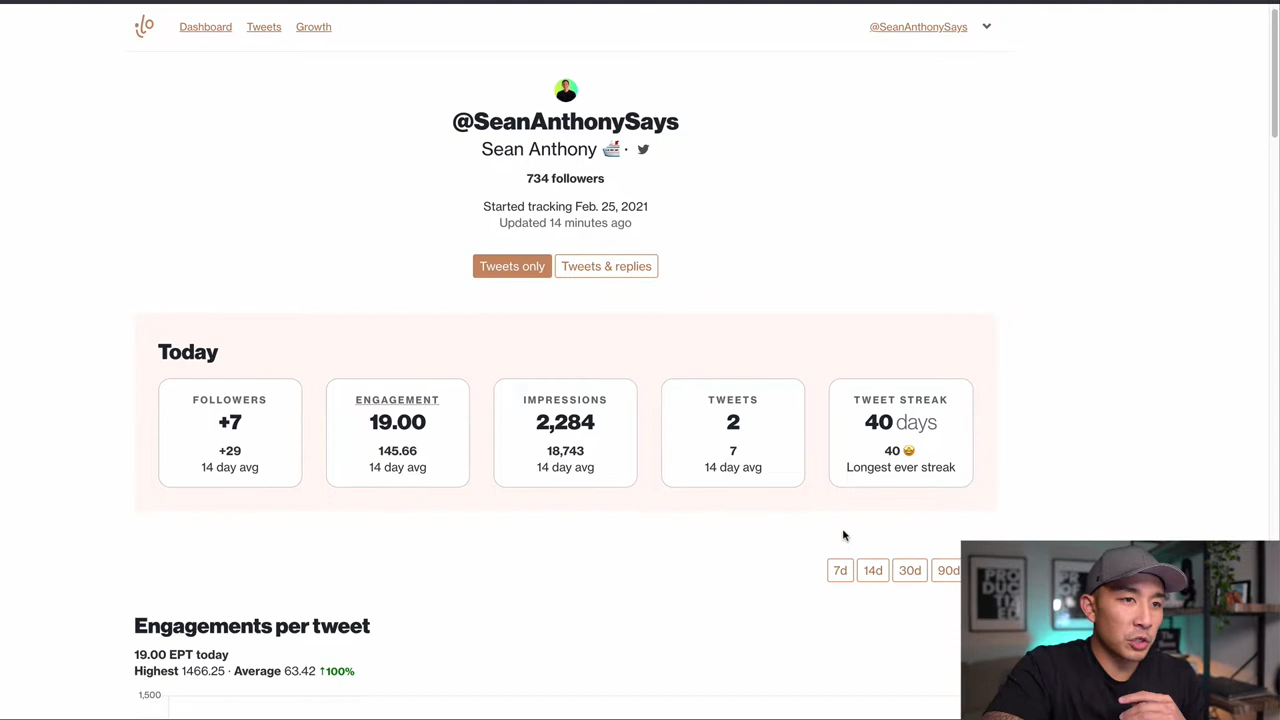 ilo
Dashboard Tweets Growth
@SeanAnthonySays
@SeanAnthonySays
Sean Anthony
734 followers
Started tracking Feb. 25, 2021
Updated 14 minutes ago
Tweets only Tweets & replies
Today
FOLLOWERS
+7
+29
14 day avg
ENGAGEMENT
19.00
145.66
14 day avg
IMPRESSIONS
2,284
18,743
14 day avg
TWEETS
2
7
14 day avg
TWEET STREAK
40 days
40 🤩
Longest ever streak
7d 14d 30d 90d
Engagements per tweet
19.00 EPT today
Highest 1466.25 · Average 63.42 ↑100%
1,500